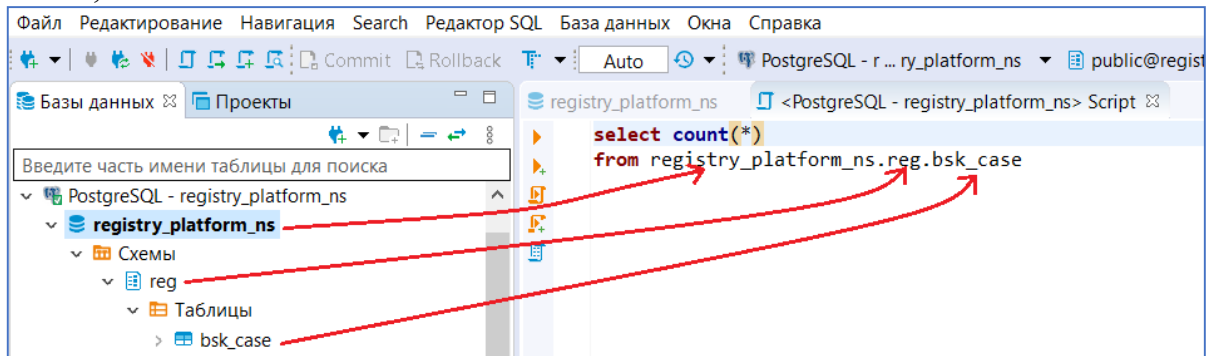 Файл Редактирование Навигация Search Редактор SQL База данных Окна Справка
Commit Rollback Auto PostgreSQL - r ... ry_platform_ns public@regist
Базы данных Проекты registry_platform_ns <PostgreSQL - registry_platform_ns> Script
select count(*)
Введите часть имени таблицы для поиска
from registry_platform_ns.reg.bsk_case
PostgreSQL - registry_platform_ns
registry_platform_ns
Схемы
reg
Таблицы
bsk_case